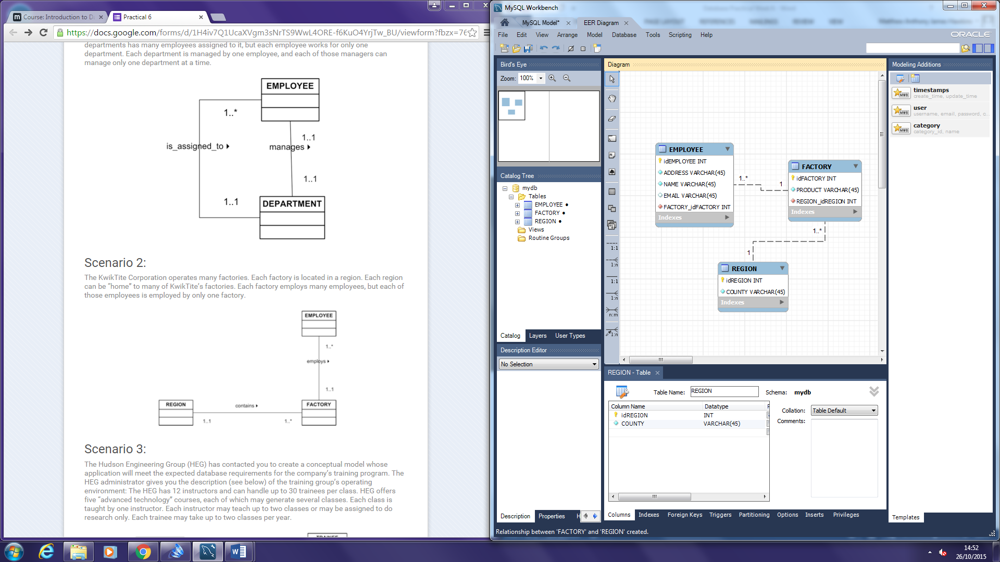 Course: Introduction to D
Practical 6
https://docs.google.com/forms/d/1H4iv7Q1UcaXVgm3sNrTS9WwL4ORE-f6KuO4YrjTw_BU/viewform?fbzx=76
departments has many employees assigned to it, but each employee works for only one
department. Each department is managed by one employee, and each of those managers can
manage only one department at a time.
EMPLOYEE
1..*
is_assigned_to
1..1
manages
1..1
1..1
DEPARTMENT
Scenario 2:
The KwikTite Corporation operates many factories. Each factory is located in a region. Each region
can be “home” to many of KwikTite’s factories. Each factory employs many employees, but each of
those employees is employed by only one factory.
EMPLOYEE
1..*
employs
1..1
REGION
contains
FACTORY
1..1
1..*
Scenario 3:
The Hudson Engineering Group (HEG) has contacted you to create a conceptual model whose
application will meet the expected database requirements for the company’s training program. The
HEG administrator gives you the description (see below) of the training group’s operating
environment: The HEG has 12 instructors and can handle up to 30 trainees per class. HEG offers
five “advanced technology” courses, each of which may generate several classes. Each class is
taught by one instructor. Each instructor may teach up to two classes or may be assigned to do
research only. Each trainee may take up to two classes per year.
MySQL Workbench
MySQL Model*
EER Diagram
File Edit View Arrange Model Database Tools Scripting Help
ORACLE
Bird's Eye
Zoom: 100%
Catalog Tree
mydb
Tables
EMPLOYEE
FACTORY
REGION
Views
Routine Groups
Catalog Layers User Types
Description Editor
No Selection
Description Properties H
Diagram
1:1
1:n
1:1
1:n
n:m
1:n
EMPLOYEE
idEMPLOYEE INT
ADDRESS VARCHAR(45)
NAME VARCHAR(45)
EMAIL VARCHAR(45)
FACTORY_idFACTORY INT
Indexes
1..*
1
FACTORY
idFACTORY INT
PRODUCT VARCHAR(45)
REGION_idREGION INT
Indexes
1..*
1
REGION
idREGION INT
COUNTY VARCHAR(45)
Indexes
Modeling Additions
MWB
timestamps
create_time, update_time
MWB
user
username, email, password, c...
MWB
category
category_id, name
Templates
REGION - Table
Table Name: REGION
Schema: mydb
Column Name Datatype
idREGION INT
COUNTY VARCHAR(45)
Collation: Table Default
Comments:
Columns Indexes Foreign Keys Triggers Partitioning Options Inserts Privileges
Relationship between 'FACTORY' and 'REGION' created.
14:52
26/10/2015